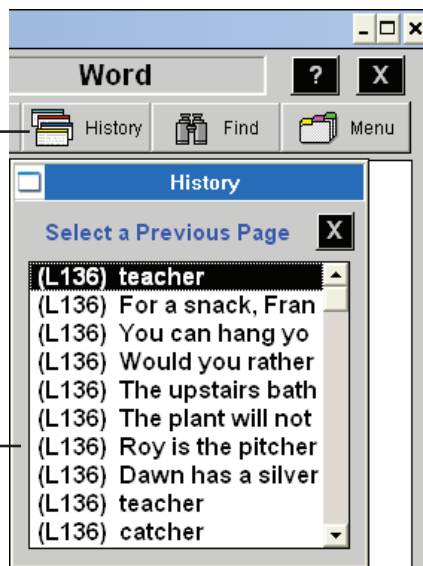 Word ? X
History Find Menu
History
Select a Previous Page X
(L136) teacher
(L136) For a snack, Fran
(L136) You can hang yo
(L136) Would you rather
(L136) The upstairs bath
(L136) The plant will not
(L136) Roy is the pitcher
(L136) Dawn has a silver
(L136) teacher
(L136) catcher